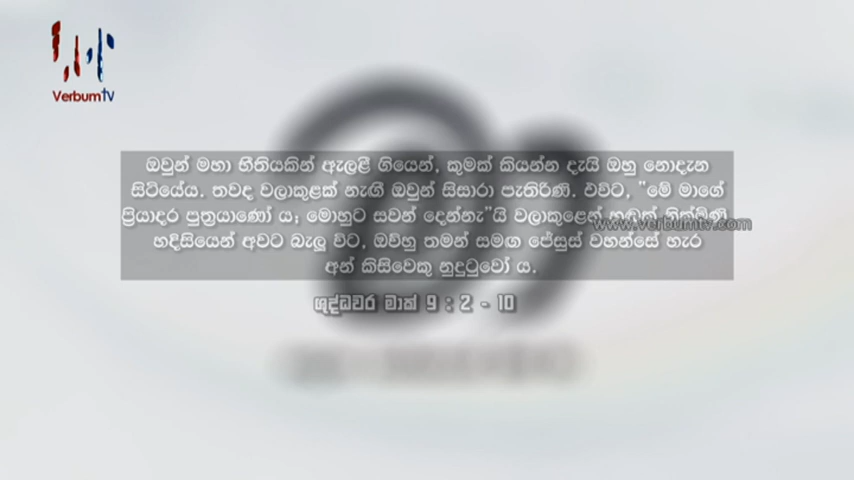 VerbumTV
ඔවුන් මහා භීතියකින් ඇලළී ගියෙන්, කුමක් කියන්න දැයි ඔහු නොදැන
සිටියේය. තවද වලාකුළක් නැඟී ඔවුන් සිසාරා පැතිරිණි. එවිට, "මේ මාගේ
ප්‍රියාදර පුත්‍රයාණෝ ය; මොහුට සවන් දෙන්නැ"යි වලාකුළෙන්
www.verbumtv.com
හදිසියෙන් අවට බැලූ විට, ඔව්හු තමන් සමඟ ජේසුස් වහන්සේ හැර
අන් කිසිවෙකු නුදුටුවෝ ය.
ශුද්ධවර මාක් 9 : 2 - 10